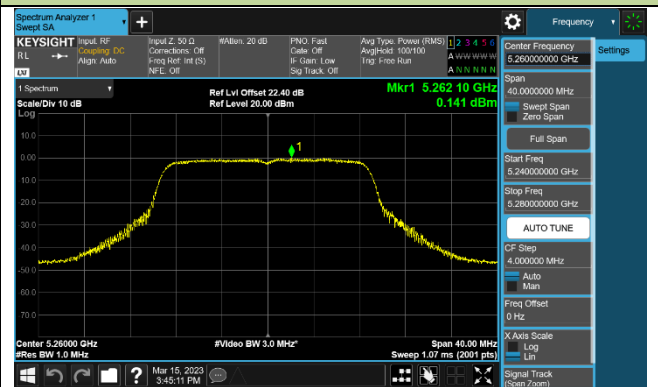 Spectrum Analyzer 1
Swept SA
Frequency
KEYSIGHT Input: RF Input Z: 50 Ω #Atten: 20 dB PNO: Fast Avg Type: Power (RMS) 1 2 3 4 5 6
RL Coupling: DC Corrections: Off Gate: Off Avg|Hold: 100/100 A W W W W W
Align: Auto Freq Ref: Int (S) IF Gain: Low Trig: Free Run
NFE: Off Sig Track: Off A N N N N N
LXI
1 Spectrum
Scale/Div 10 dB
Log
Ref Lvl Offset 22.40 dB
Ref Level 20.00 dBm
Mkr1 5.262 10 GHz
0.141 dBm
1
10.0
0.00
-10.0
-20.0
-30.0
-40.0
-50.0
-60.0
-70.0
Center 5.26000 GHz #Video BW 3.0 MHz* Span 40.00 MHz
#Res BW 1.0 MHz Sweep 1.07 ms (2001 pts)
Center Frequency
5.260000000 GHz
Settings
Span
40.0000000 MHz
Swept Span
Zero Span
Full Span
Start Freq
5.240000000 GHz
Stop Freq
5.280000000 GHz
AUTO TUNE
CF Step
4.000000 MHz
Auto
Man
Freq Offset
0 Hz
X Axis Scale
Log
Lin
Signal Track
(Span Zoom)
?
Mar 15, 2023
3:45:11 PM